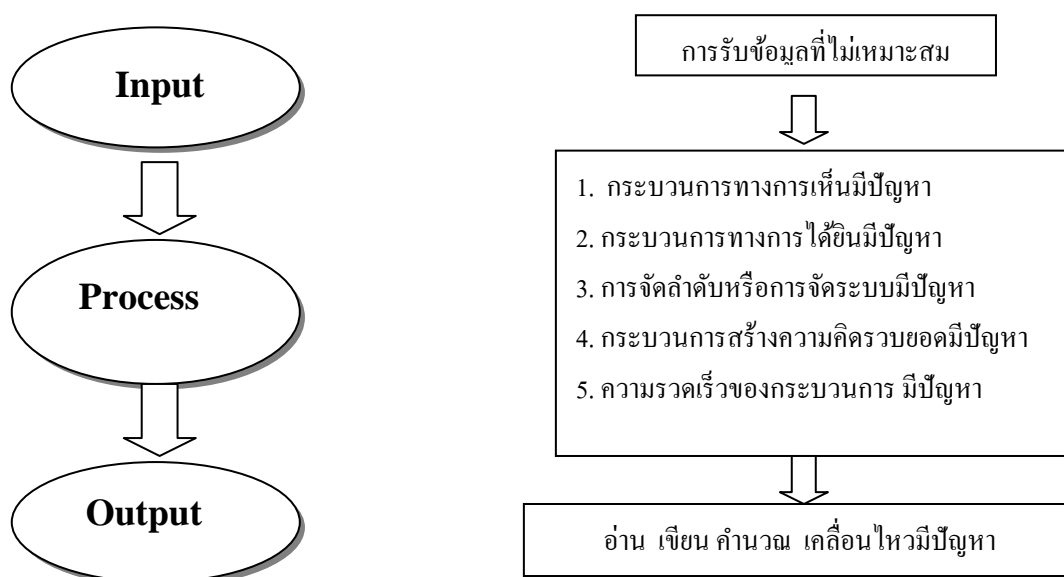 Input
Process
Output
การรับข้อมูลที่ไม่เหมาะสม
1. กระบวนการทางการเห็นมีปัญหา
2. กระบวนการทางการได้ยินมีปัญหา
3. การจัดลำดับหรือการจัดระบบมีปัญหา
4. กระบวนการสร้างความคิดรวบยอดมีปัญหา
5. ความรวดเร็วของกระบวนการ มีปัญหา
อ่าน เขียน คำนวณ เคลื่อนไหวมีปัญหา